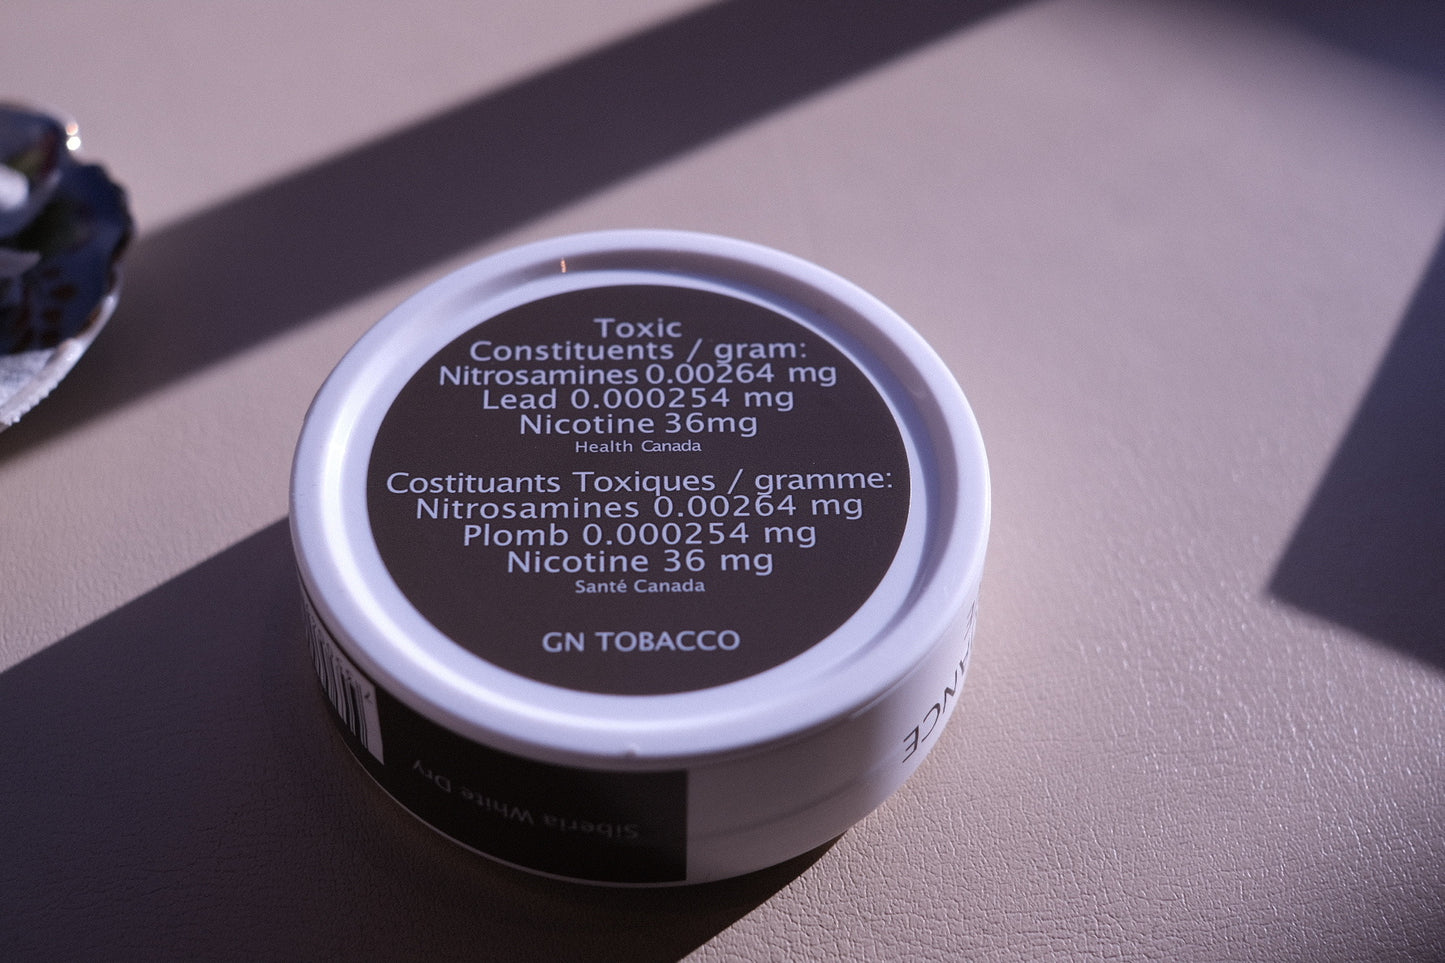 Toxic
Constituents / gram:
Nitrosamines 0.00264 mg
Lead 0.000254 mg
Nicotine 36mg
Health Canada
Costituants Toxiques / gramme:
Nitrosamines 0.00264 mg
Plomb 0.000254 mg
Nicotine 36 mg
Santé Canada
GN TOBACCO
Siberia White Dry